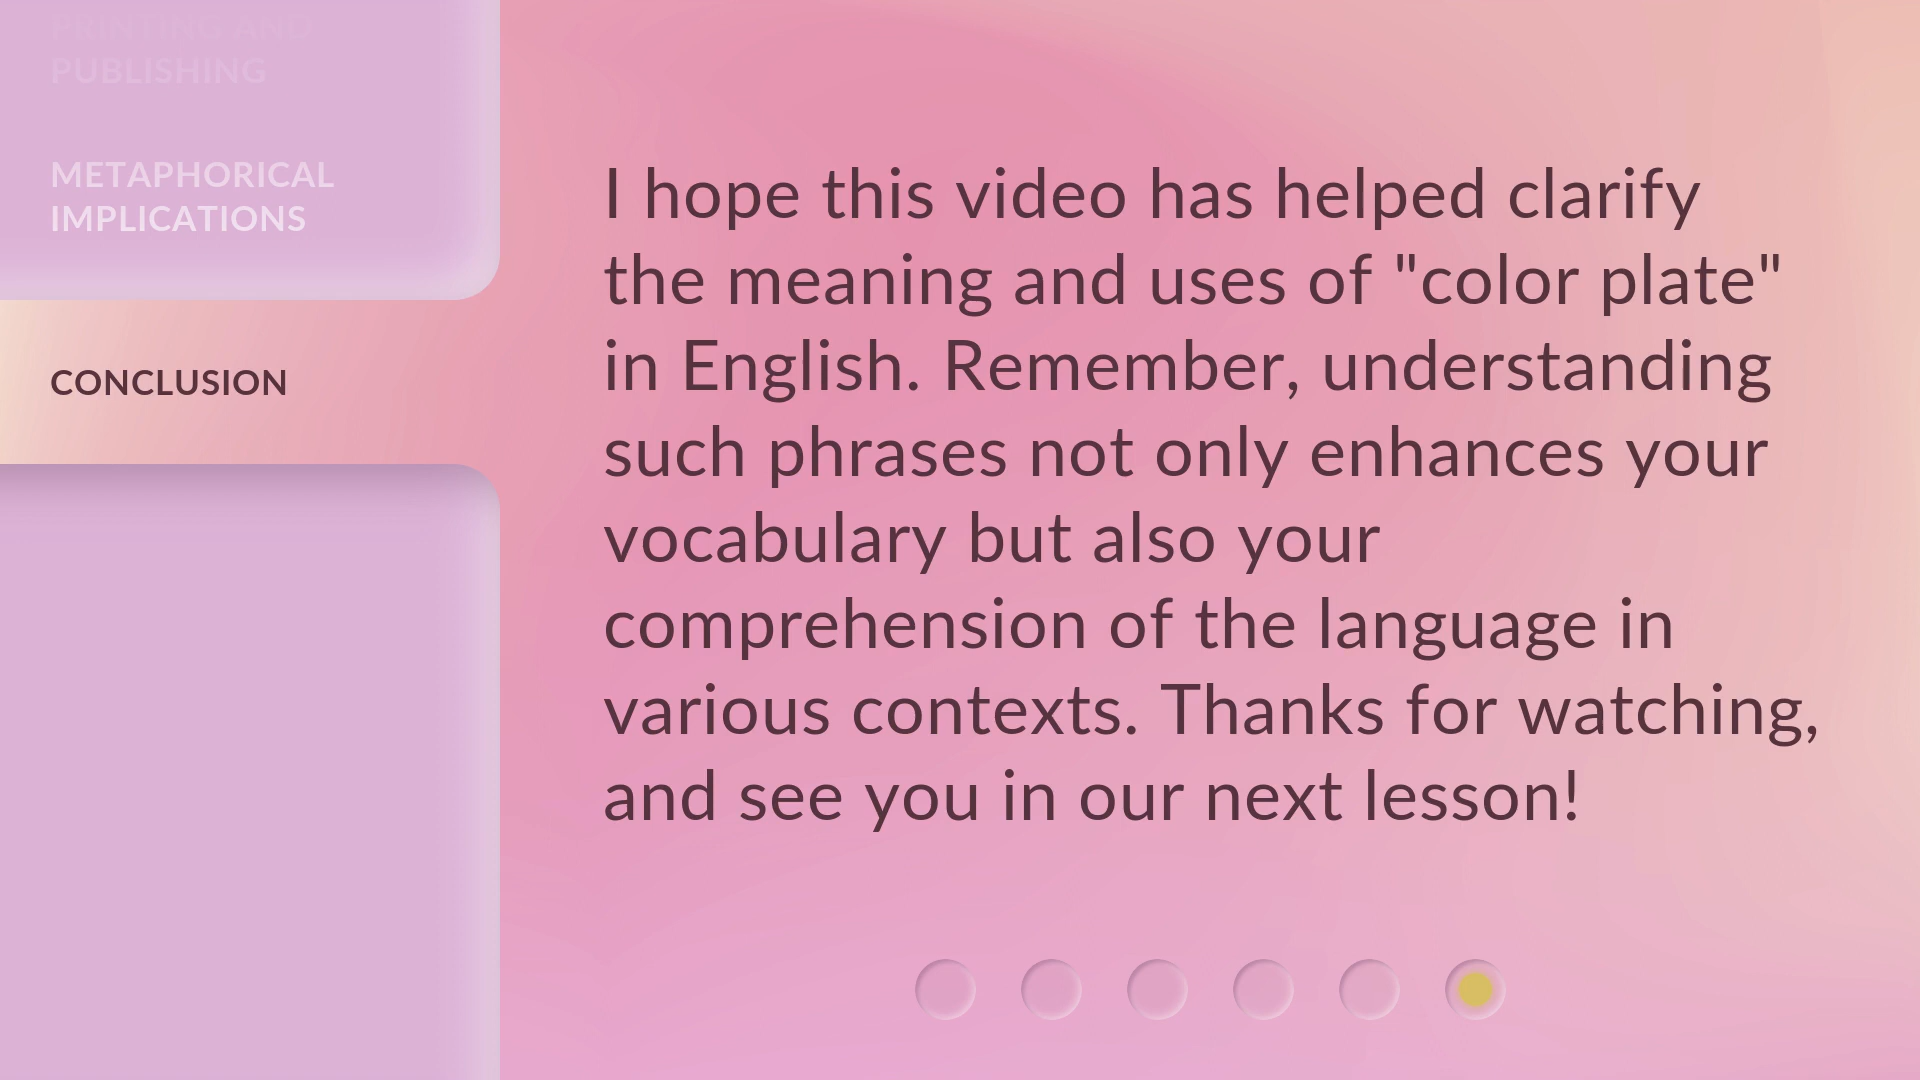 PRINTING AND
PUBLISHING
METAPHORICAL
IMPLICATIONS
CONCLUSION
I hope this video has helped clarify
the meaning and uses of "color plate"
in English. Remember, understanding
such phrases not only enhances your
vocabulary but also your
comprehension of the language in
various contexts. Thanks for watching,
and see you in our next lesson!